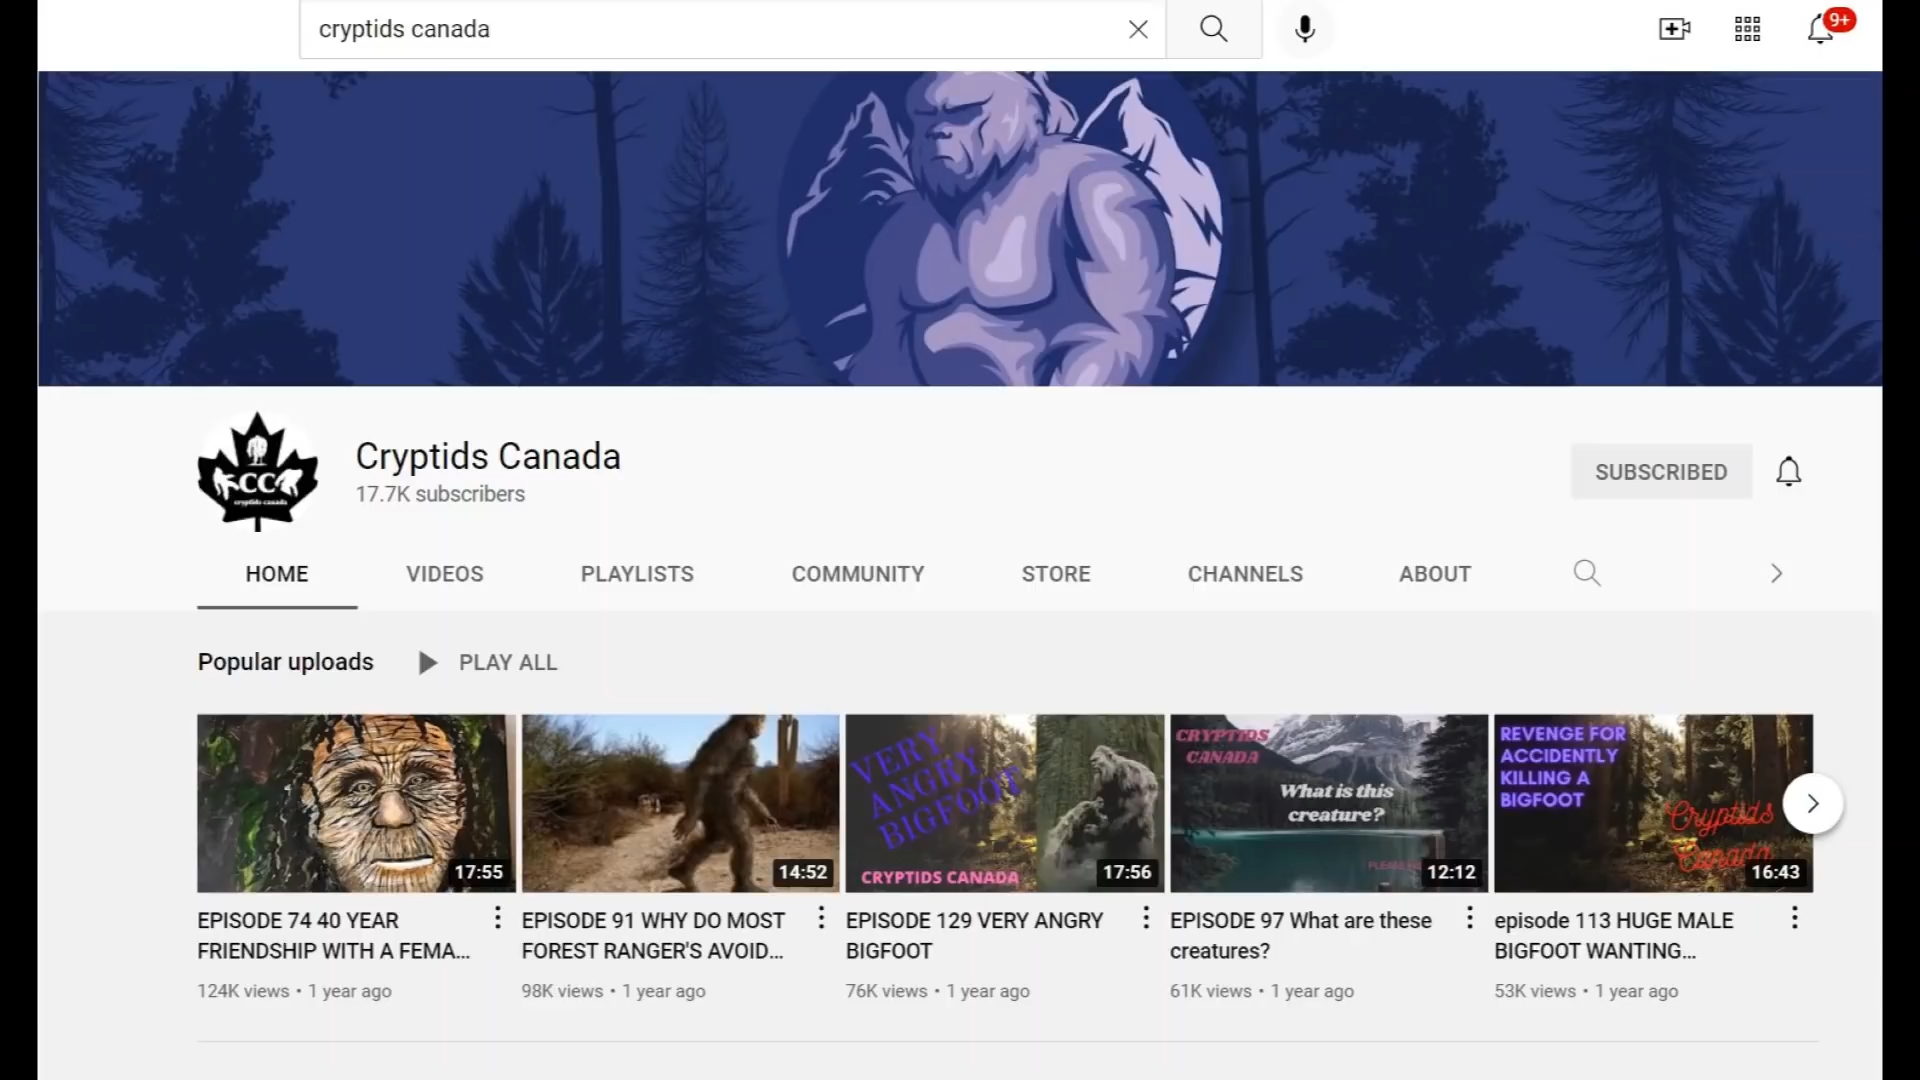 cryptids canada
9+
CC
cryptids canada
Cryptids Canada
17.7K subscribers
SUBSCRIBED
HOME
VIDEOS
PLAYLISTS
COMMUNITY
STORE
CHANNELS
ABOUT
Popular uploads
PLAY ALL
17:55
14:52
VERY
ANGRY
BIGFOOT
CRYPTIDS CANADA
17:56
CRYPTIDS
CANADA
What is this
creature?
12:12
REVENGE FOR
ACCIDENTLY
KILLING A
BIGFOOT
Cryptids
Canada
16:43
EPISODE 74 40 YEAR
FRIENDSHIP WITH A FEMA...
124K views • 1 year ago
EPISODE 91 WHY DO MOST
FOREST RANGER'S AVOID...
98K views • 1 year ago
EPISODE 129 VERY ANGRY
BIGFOOT
76K views • 1 year ago
EPISODE 97 What are these
creatures?
61K views • 1 year ago
episode 113 HUGE MALE
BIGFOOT WANTING...
53K views • 1 year ago